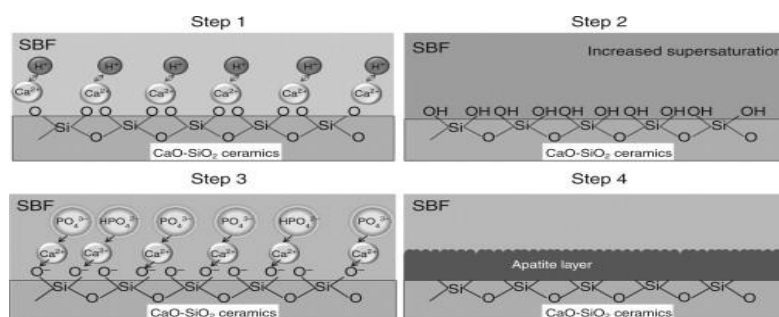 Step 1
SBF
H⁺ H⁺ H⁺ H⁺ H⁺ H⁺
Ca²⁺ Ca²⁺ Ca²⁺ Ca²⁺ Ca²⁺ Ca²⁺
O O O O O O O O O O
Si Si Si Si Si
O O O O O
CaO-SiO₂ ceramics
Step 2
SBF
Increased supersaturation
OH OH OH OH OH OH OH OH OH OH
Si Si Si Si Si
O O O O O
CaO-SiO₂ ceramics
Step 3
SBF
PO₄³⁻ HPO₄²⁻ PO₄³⁻ PO₄³⁻ HPO₄²⁻ PO₄³⁻
Ca²⁺ Ca²⁺ Ca²⁺ Ca²⁺ Ca²⁺ Ca²⁺
O⁻ O⁻ O⁻ O⁻ O⁻ O⁻ O⁻ O⁻ O⁻ O⁻
Si Si Si Si Si
O O O O O
CaO-SiO₂ ceramics
Step 4
SBF
Apatite layer
Si Si Si Si Si
O O O O O
CaO-SiO₂ ceramics